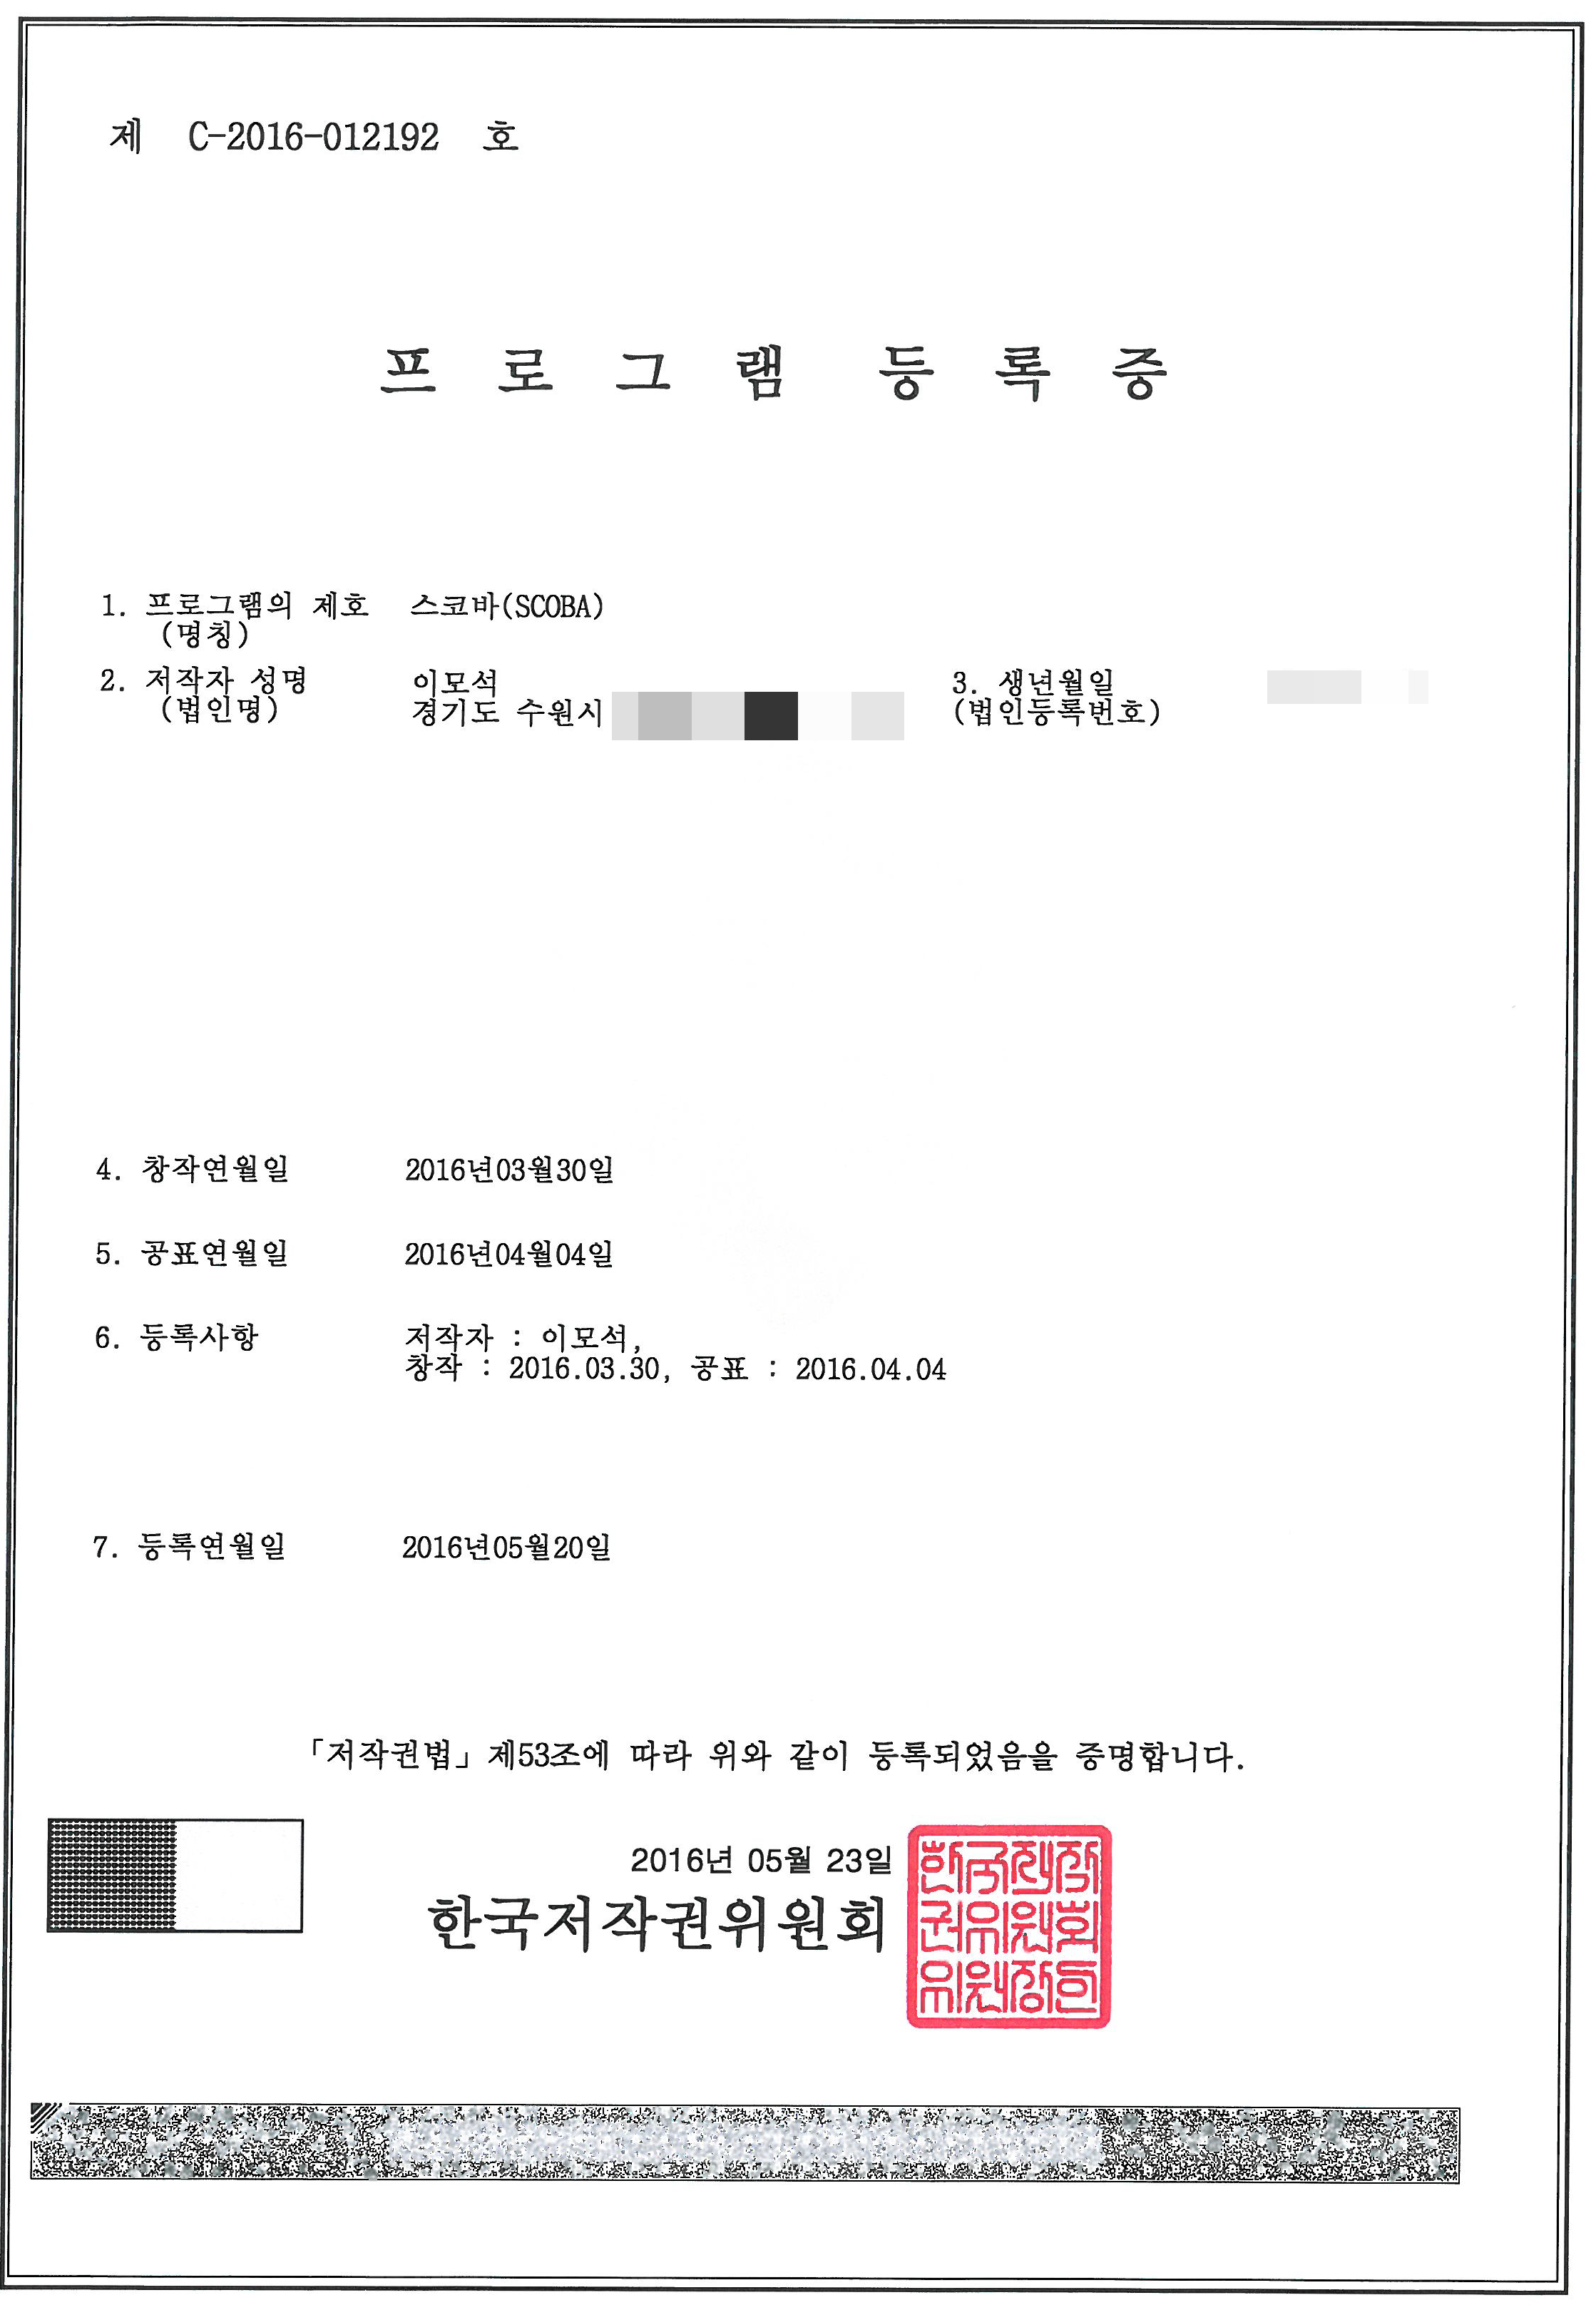 제 C-2016-012192 호
프로그램 등록증
1. 프로그램의 제호 스코바(SCOBA)
(명칭)
2. 저작자 성명 이모석 3. 생년월일
(법인명) 경기도 수원시 (법인등록번호)
4. 창작연월일 2016년03월30일
5. 공표연월일 2016년04월04일
6. 등록사항 저작자 : 이모석,
창작 : 2016.03.30, 공표 : 2016.04.04
7. 등록연월일 2016년05월20일
「저작권법」제53조에 따라 위와 같이 등록되었음을 증명합니다.
2016년 05월 23일
한국저작권위원회
한국저작
권위원회
위원장인